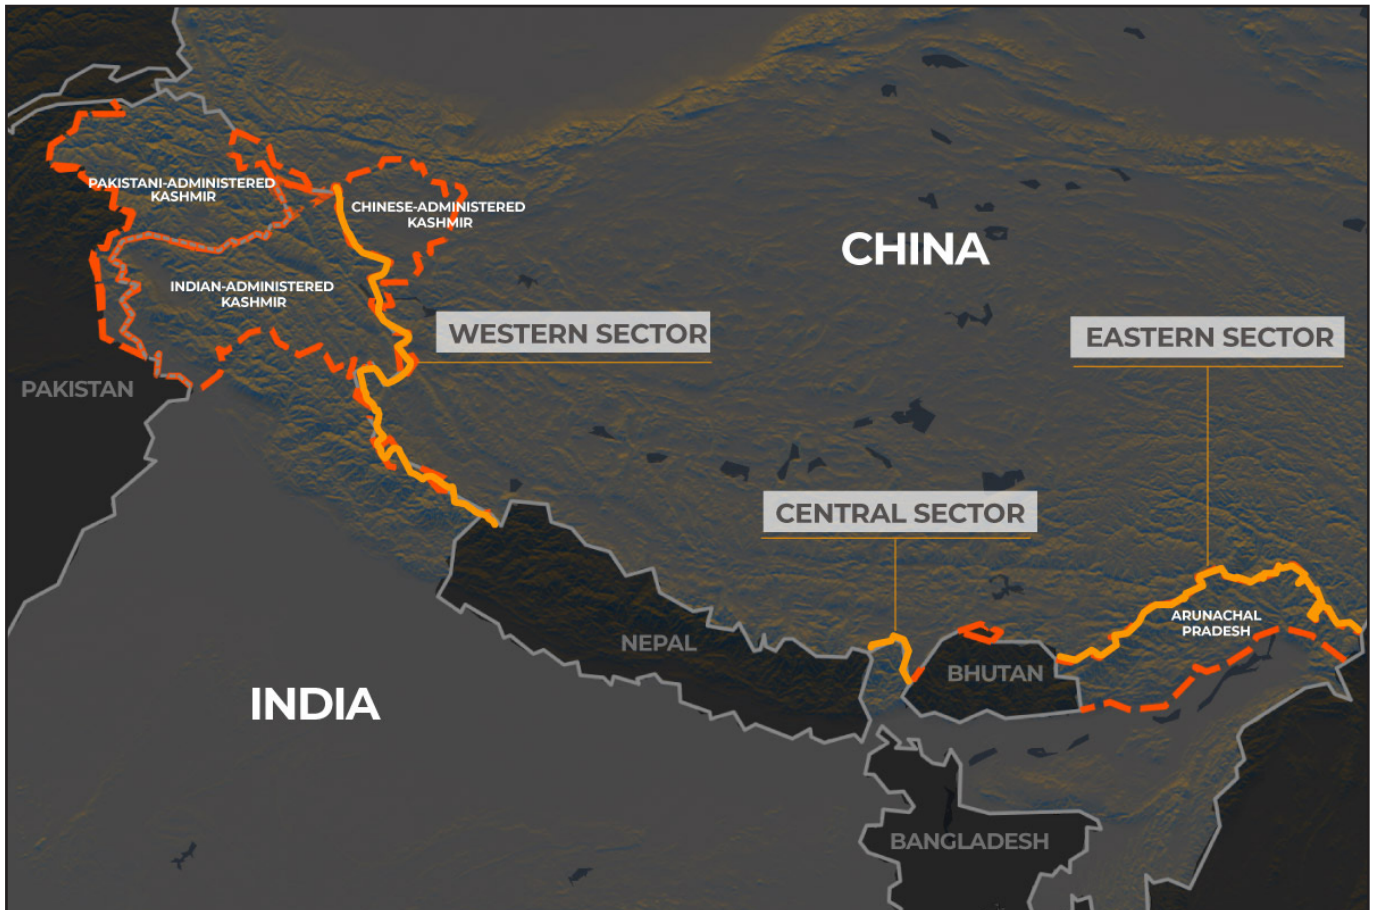 PAKISTANI-ADMINISTERED
KASHMIR
CHINESE-ADMINISTERED
KASHMIR
CHINA
INDIAN-ADMINISTERED
KASHMIR
WESTERN SECTOR
EASTERN SECTOR
PAKISTAN
CENTRAL SECTOR
ARUNACHAL
PRADESH
NEPAL
BHUTAN
INDIA
BANGLADESH